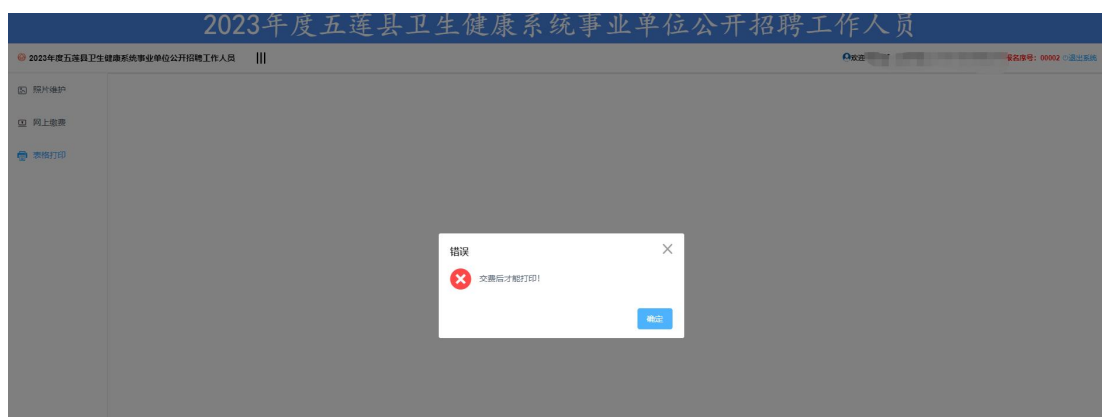 2023年度五莲县卫生健康系统事业单位公开招聘工作人员
2023年度五莲县卫生健康系统事业单位公开招聘工作人员
欢迎
报名序号：00002 退出系统
照片维护
网上缴费
表格打印
错误
交费后才能打印!
确定